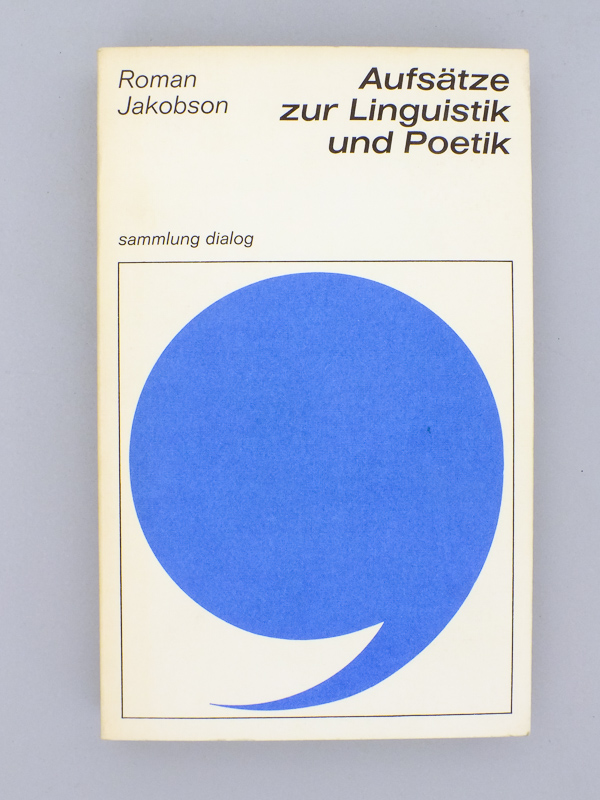 Roman
Jakobson
Aufsätze
zur Linguistik
und Poetik
sammlung dialog